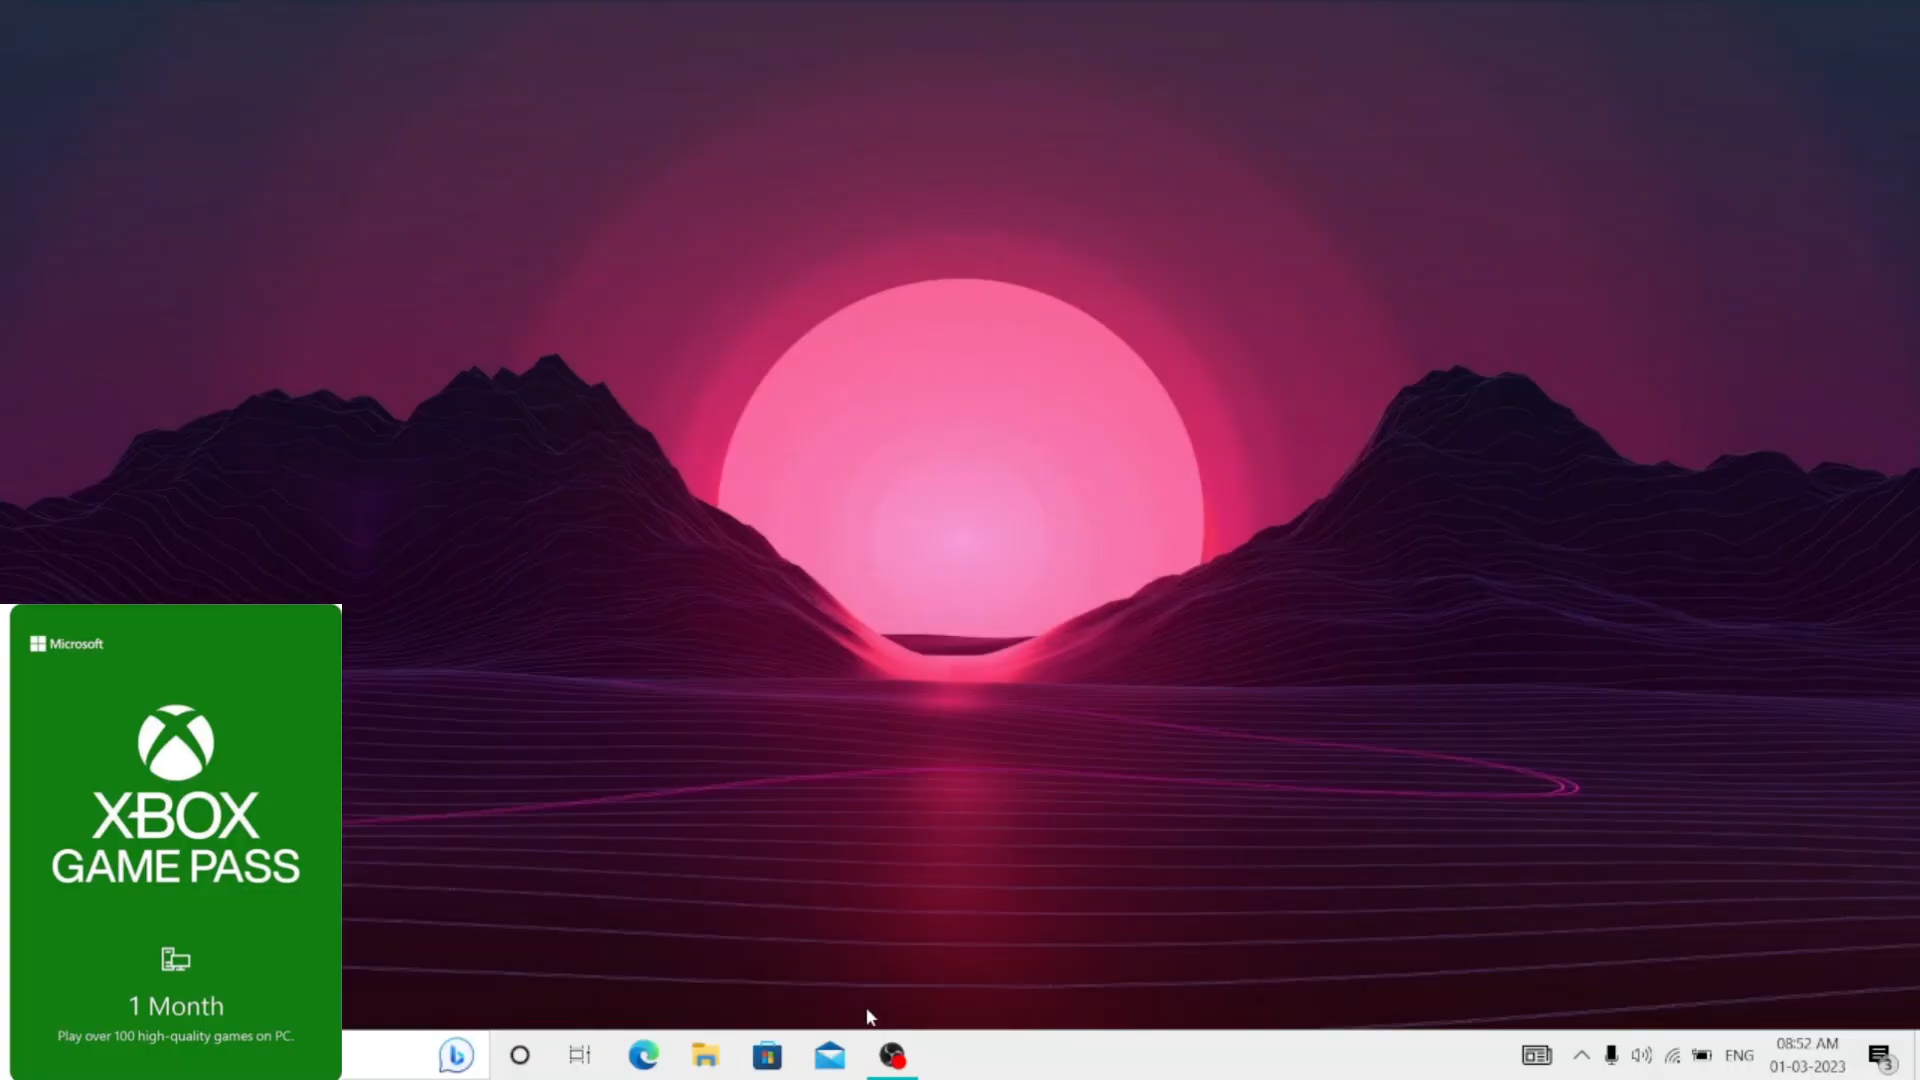 Microsoft
XBOX
GAME PASS
1 Month
Play over 100 high-quality games on PC.
ENG
08:52 AM
01-03-2023
3